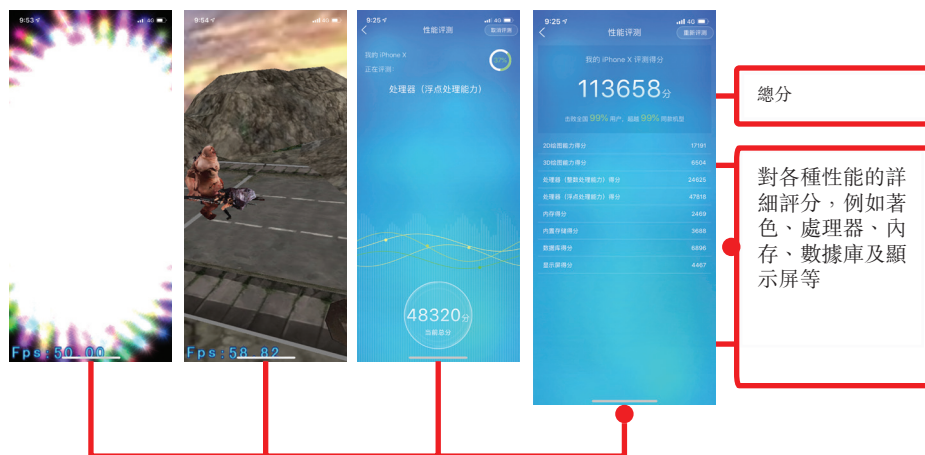 9:53
4G
Fps:50.00
9:54
4G
Fps:58.82
9:25
4G
性能评测
我的 iPhone X
正在评测:
37%
处理器（浮点处理能力）
48320分
当前总分
9:25
4G
性能评测
重新评测
我的 iPhone X 评测得分
113658分
击败全国 99% 用户，超越 99% 同款机型
2D绘图能力得分 17191
3D绘图能力得分 6504
处理器（整数处理能力）得分 24625
处理器（浮点处理能力）得分 47818
内存得分 2469
内置存储得分 3688
数据库得分 6896
显示屏得分 4467
總分
對各種性能的詳
細評分，例如著
色、處理器、內
存、數據庫及顯
示屏等